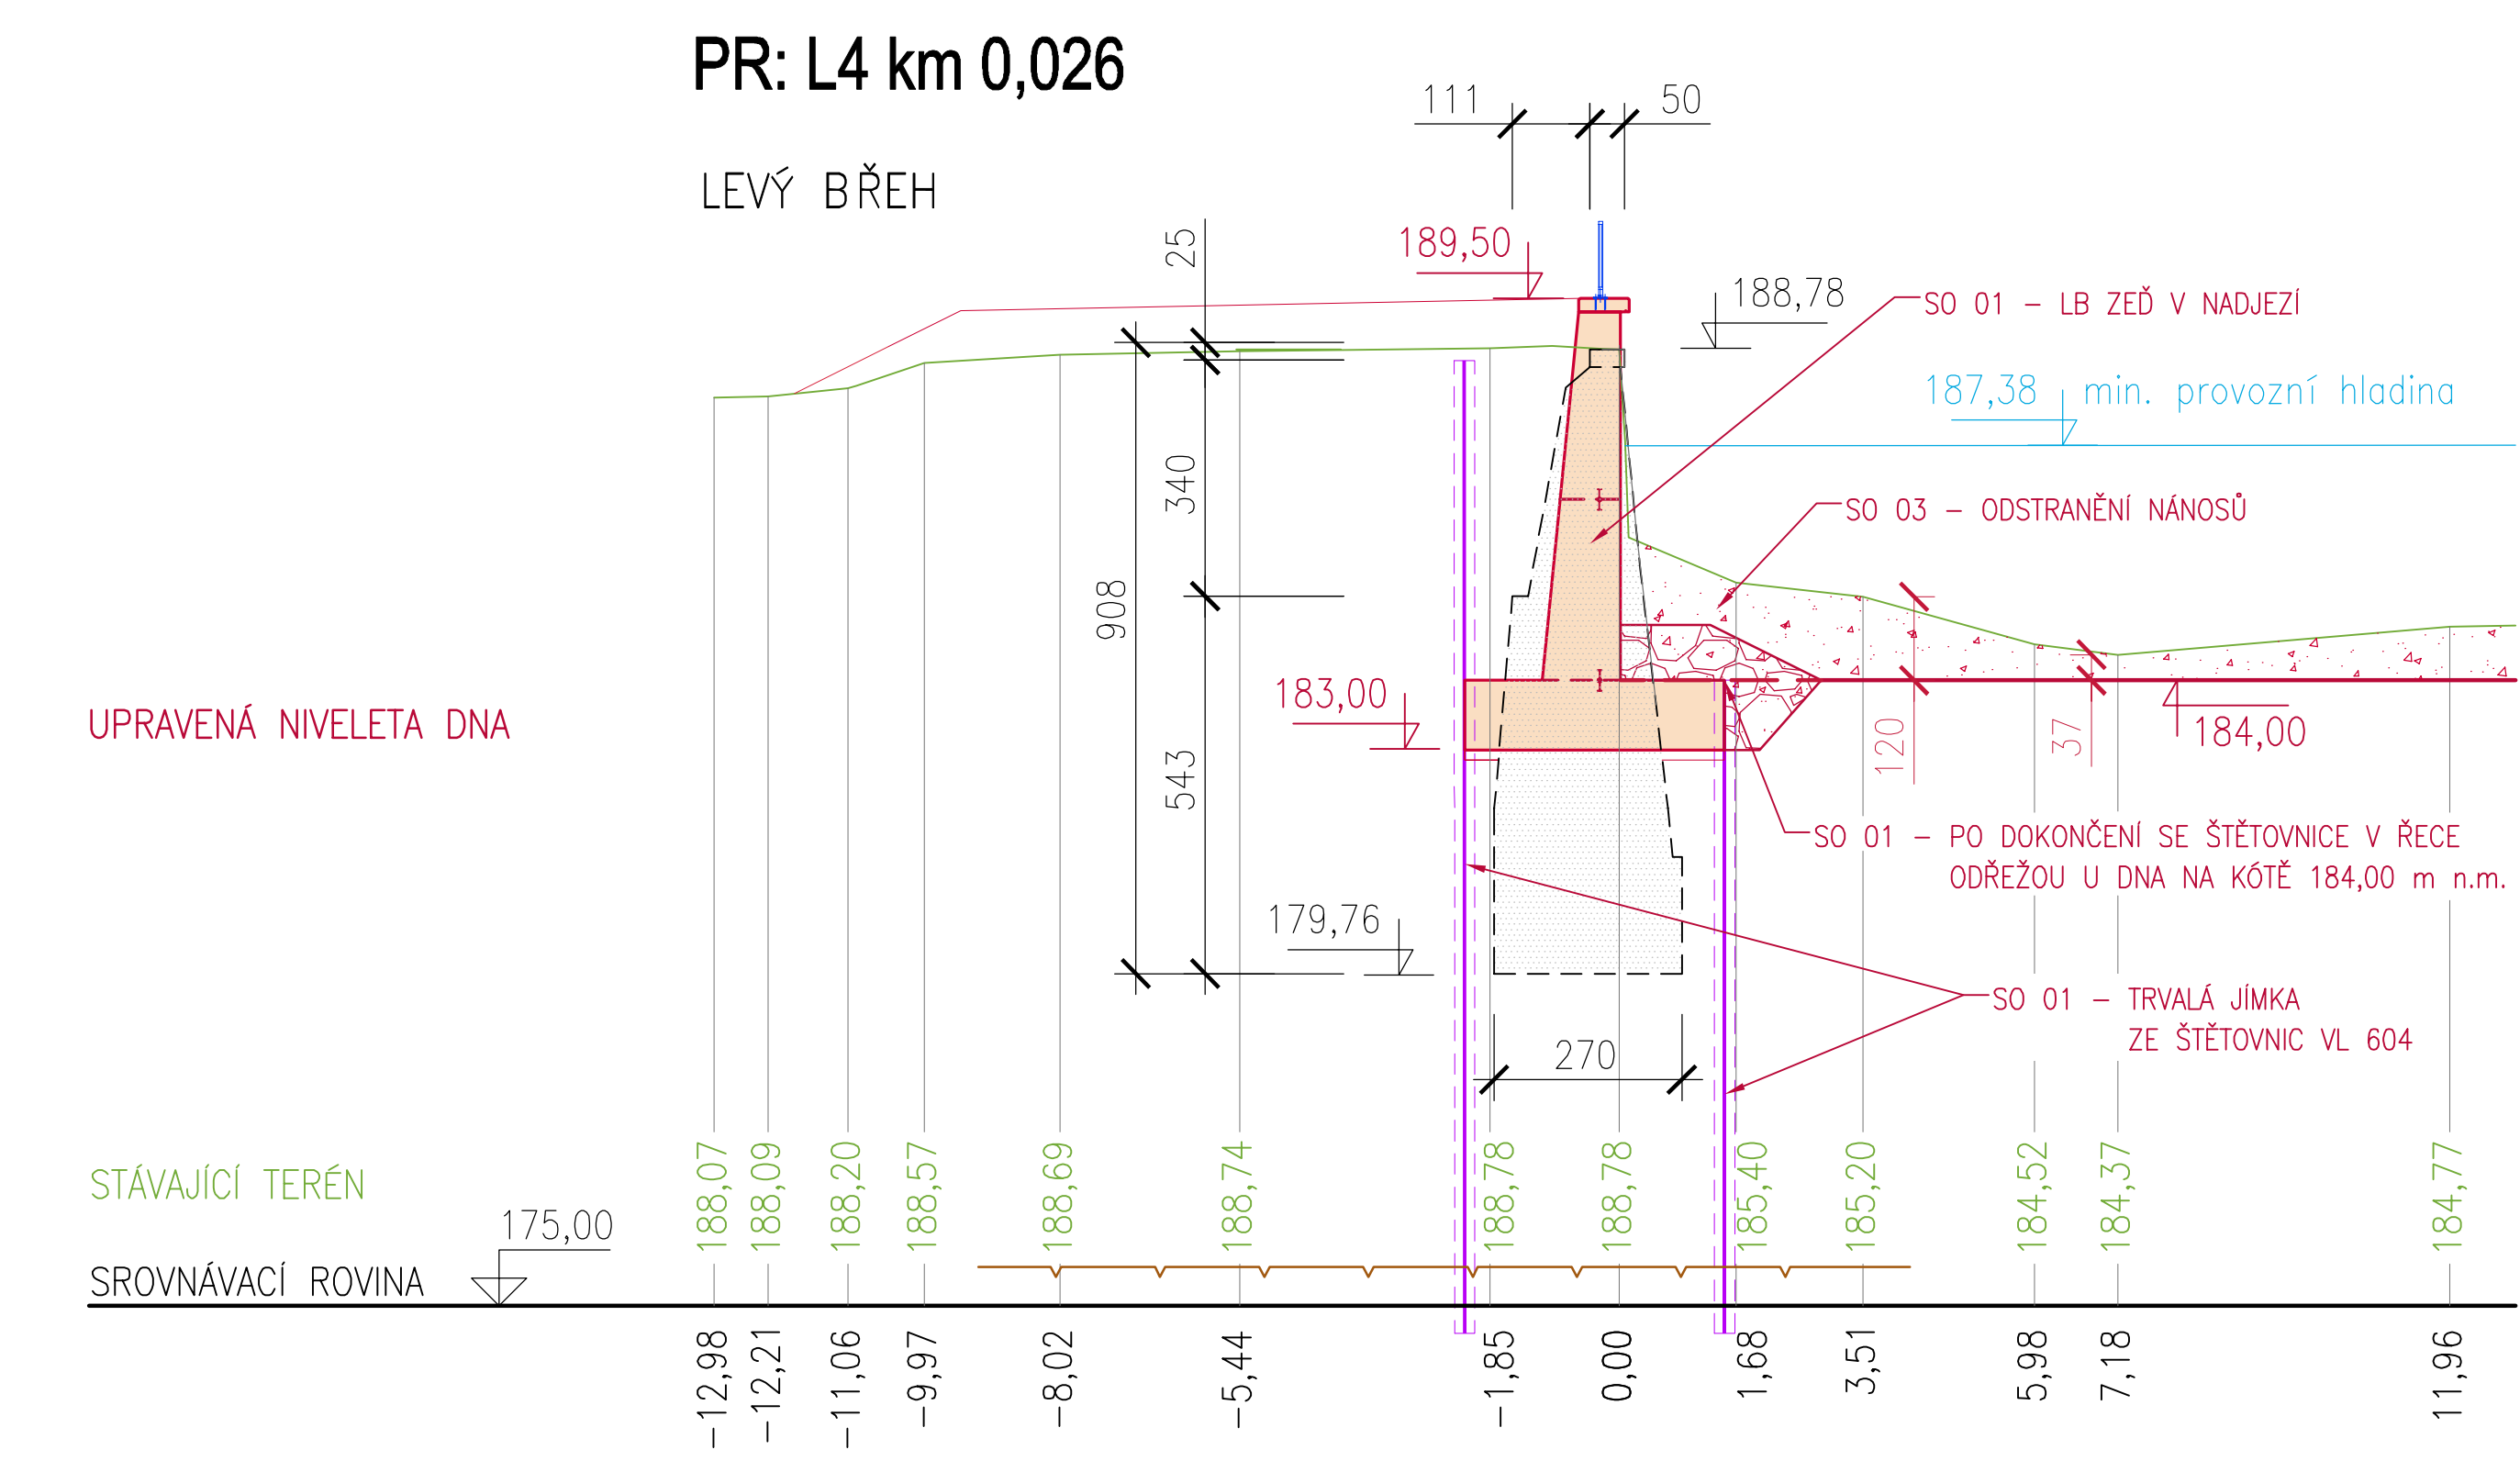 PR: L4 km 0,026
LEVÝ BŘEH
111
50
25
189,50
188,78
SO 01 – LB ZEĎ V NADJEZÍ
187,38 min. provozní hladina
340
SO 03 – ODSTRANĚNÍ NÁNOSŮ
908
183,00
UPRAVENÁ NIVELETA DNA
184,00
120
37
543
SO 01 – PO DOKONČENÍ SE ŠTĚTOVNICE V ŘECE
ODŘEŽOU U DNA NA KÓTĚ 184,00 m n.m.
179,76
SO 01 – TRVALÁ JÍMKA
ZE ŠTĚTOVNIC VL 604
270
STÁVAJÍCÍ TERÉN
188,07 188,09 188,20 188,57 188,69 188,74 188,78 188,78 185,40 185,20 184,52 184,37 184,77
175,00
SROVNÁVACÍ ROVINA
–12,98 –12,21 –11,06 –9,97 –8,02 –5,44 –1,85 0,00 1,68 3,51 5,98 7,18 11,96